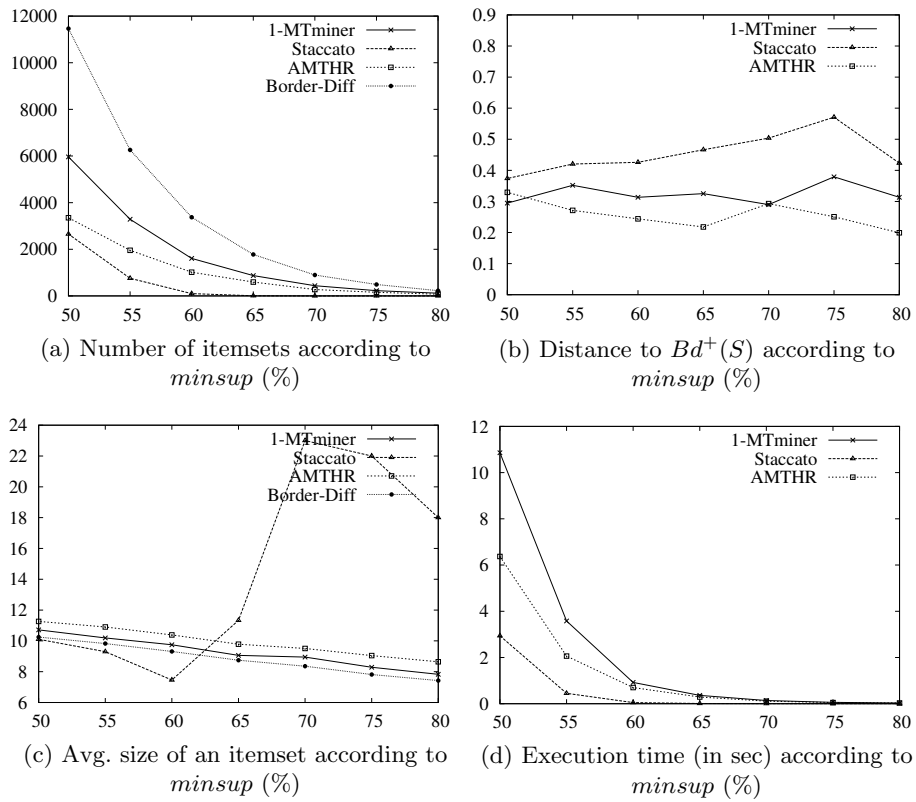 12000
10000
8000
6000
4000
2000
0
50 55 60 65 70 75 80
1-MTminer
Staccato
AMTHR
Border-Diff
(a) Number of itemsets according to
minsup (%)
0.9
0.8
0.7
0.6
0.5
0.4
0.3
0.2
0.1
0
50 55 60 65 70 75 80
1-MTminer
Staccato
AMTHR
(b) Distance to Bd⁺(S) according to
minsup (%)
24
22
20
18
16
14
12
10
8
6
50 55 60 65 70 75 80
1-MTminer
Staccato
AMTHR
Border-Diff
(c) Avg. size of an itemset according to
minsup (%)
12
10
8
6
4
2
0
50 55 60 65 70 75 80
1-MTminer
Staccato
AMTHR
(d) Execution time (in sec) according to
minsup (%)